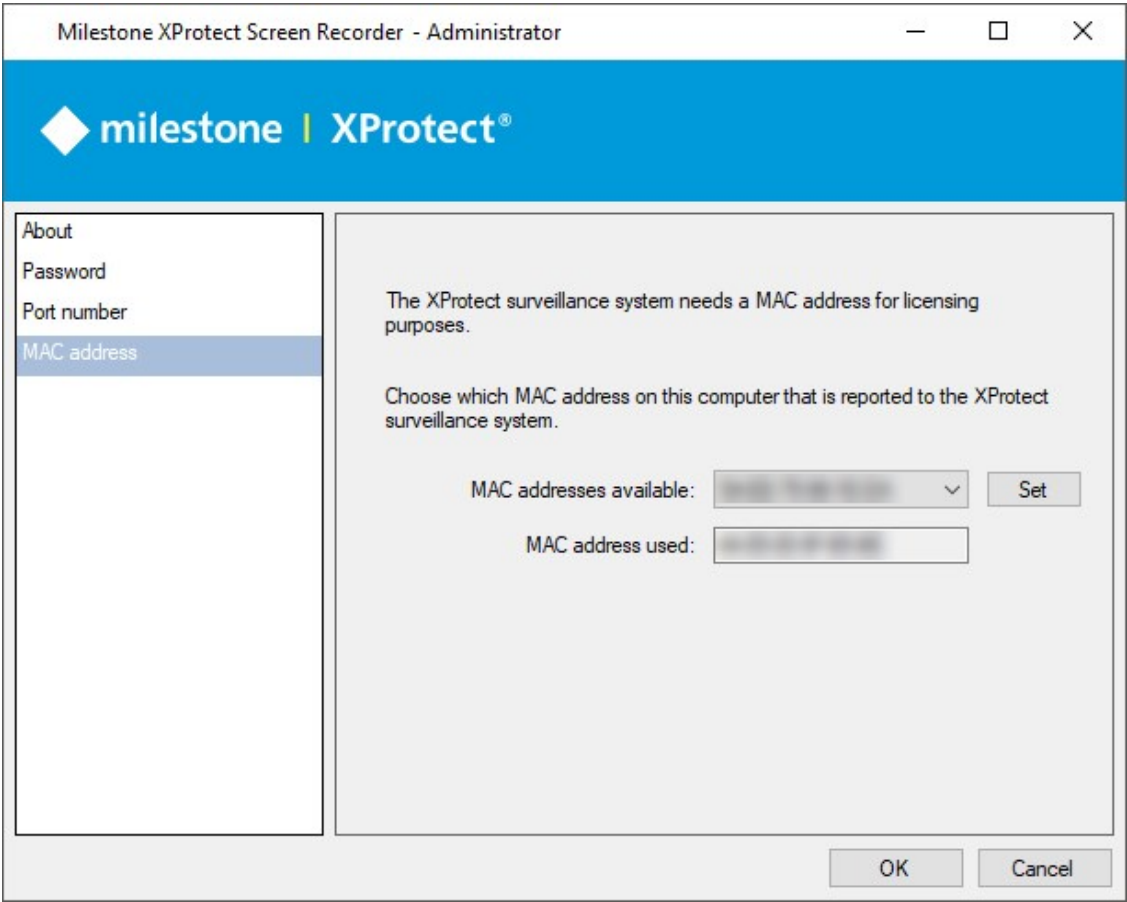 Milestone XProtect Screen Recorder - Administrator
milestone | XProtect®
About
Password
Port number
MAC address
The XProtect surveillance system needs a MAC address for licensing
purposes.
Choose which MAC address on this computer that is reported to the XProtect
surveillance system.
MAC addresses available:
Set
MAC address used:
OK
Cancel